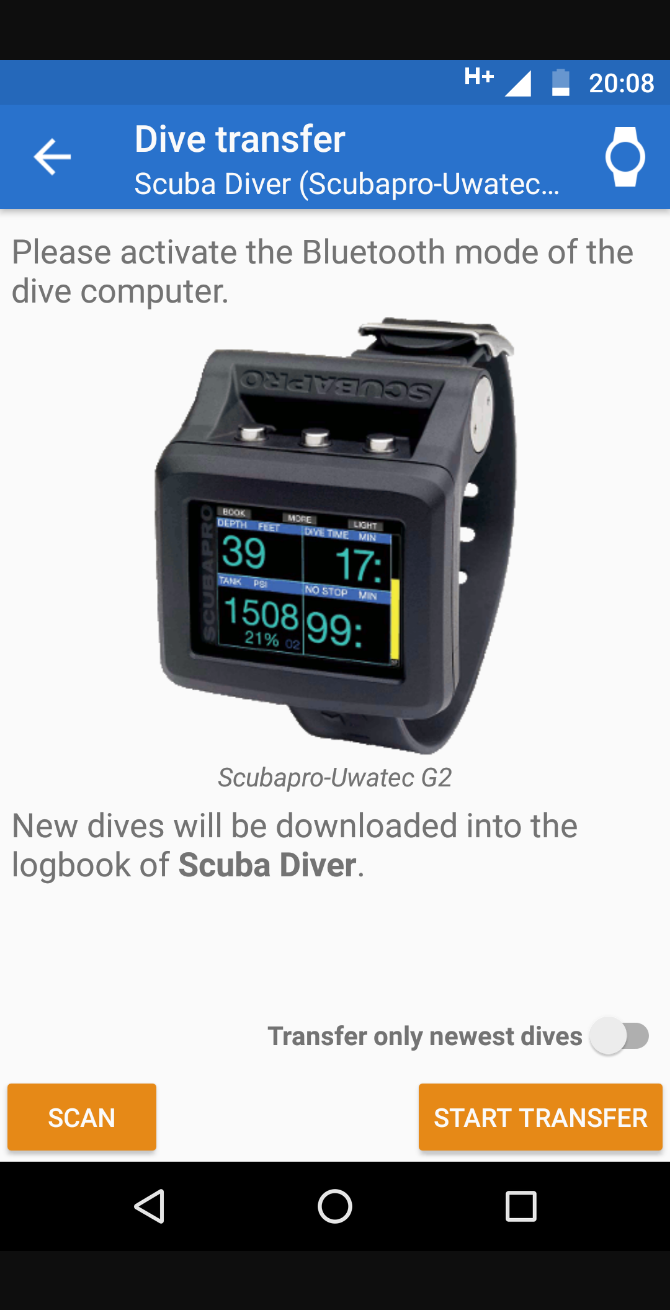 H+ 20:08
Dive transfer
Scuba Diver (Scubapro-Uwatec...
Please activate the Bluetooth mode of the
dive computer.
SCUBAPRO
SCUBAPRO
BOOK MORE LIGHT
DEPTH FEET DIVE TIME MIN
39 17:
TANK PSI NO STOP MIN
1508 99:
21% O2
Scubapro-Uwatec G2
New dives will be downloaded into the
logbook of Scuba Diver.
Transfer only newest dives
SCAN START TRANSFER